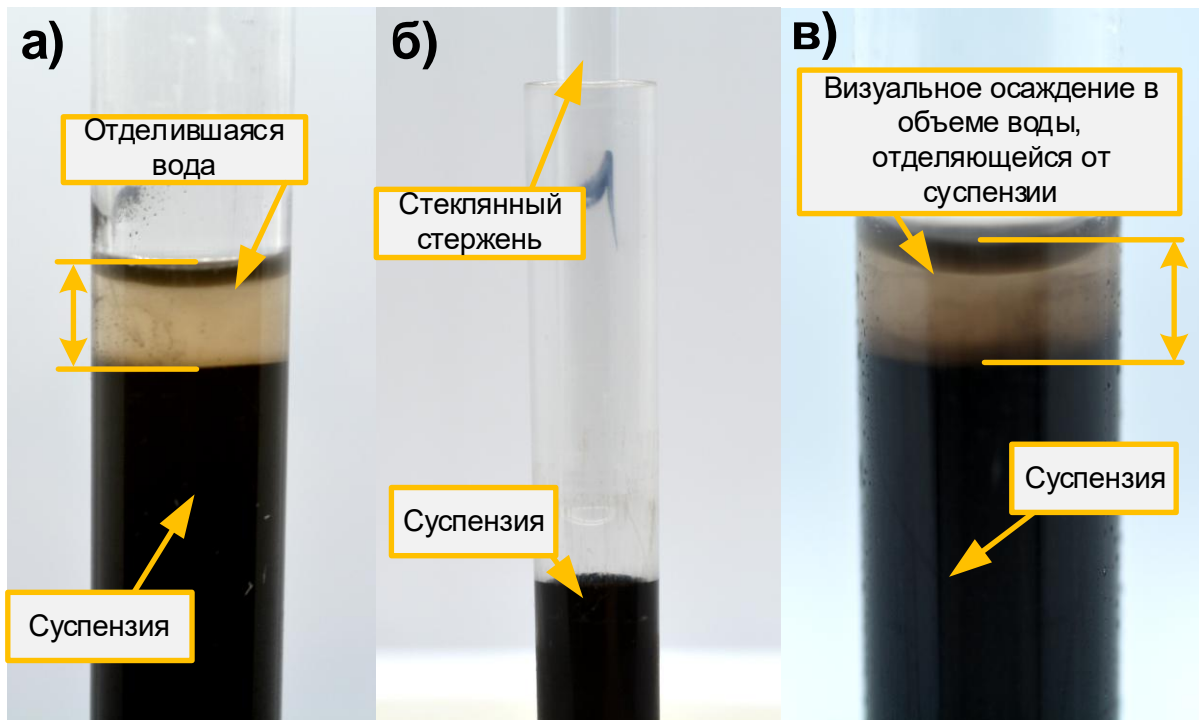 а)
Отделившаяся
вода
Суспензия
б)
Стеклянный
стержень
Суспензия
в)
Визуальное осаждение в
объеме воды,
отделяющейся от
суспензии
Суспензия